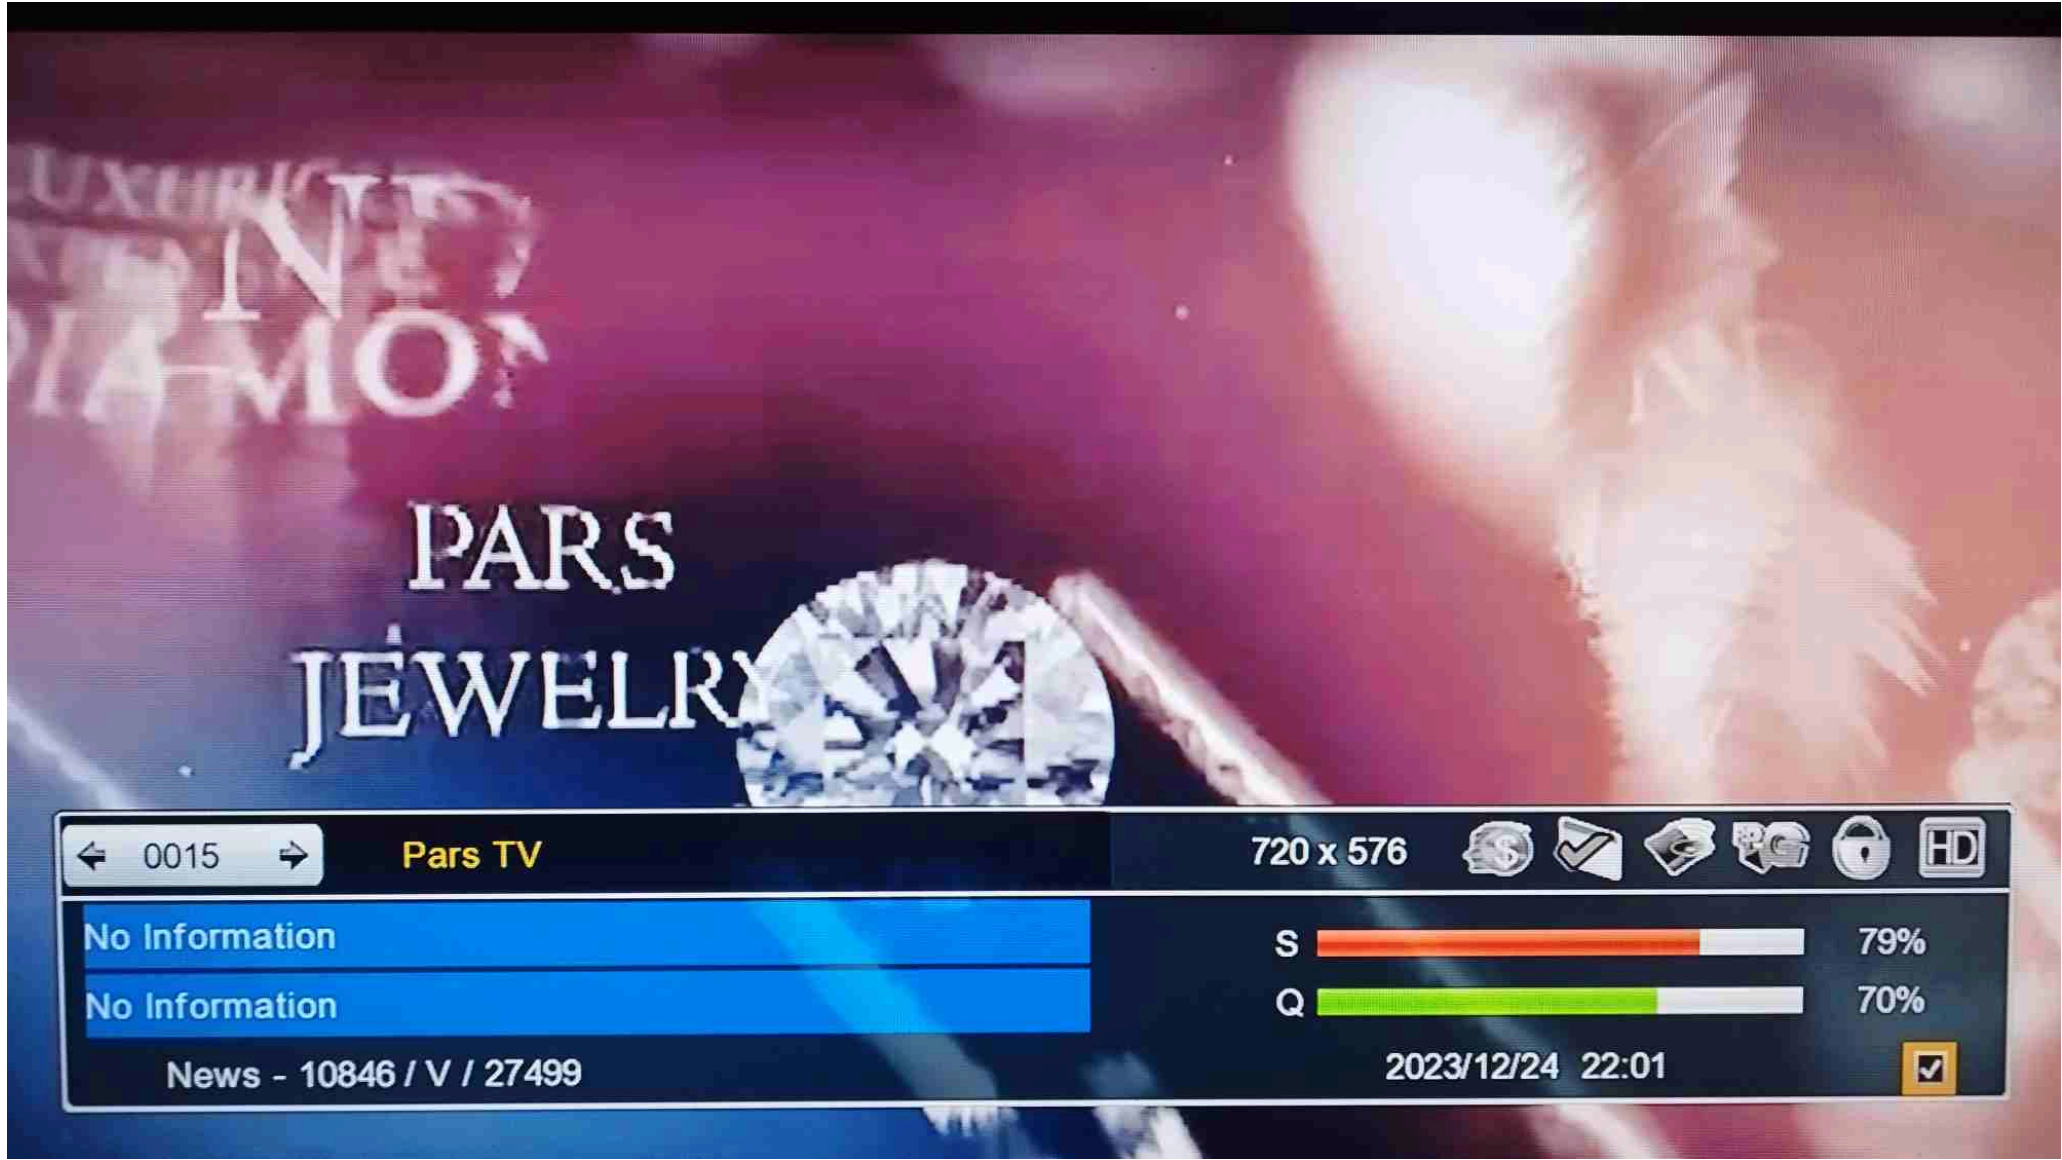 PARS
JEWELRY
0015 Pars TV 720 x 576 HD
No Information
S 79%
No Information
Q 70%
News - 10846 / V / 27499 2023/12/24 22:01